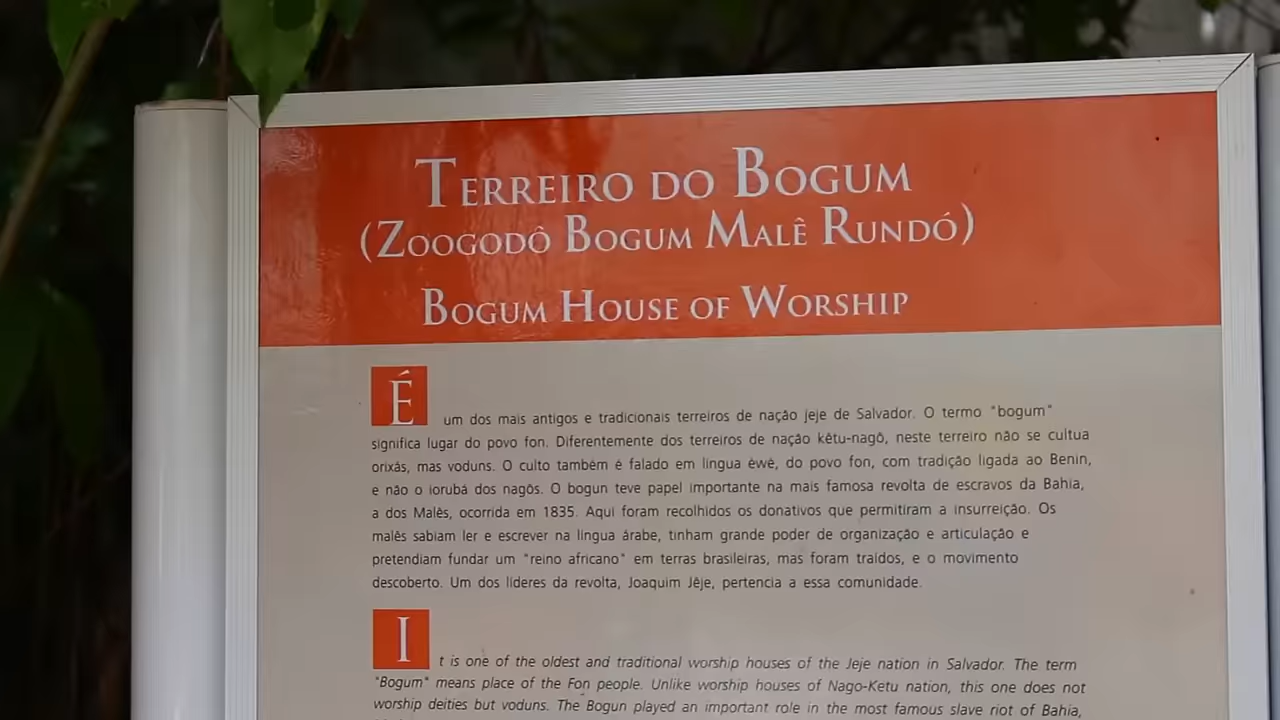 TERREIRO DO BOGUM
(ZOOGODÔ BOGUM MALÊ RUNDÓ)
BOGUM HOUSE OF WORSHIP
É um dos mais antigos e tradicionais terreiros de nação jeje de Salvador. O termo "bogum"
significa lugar do povo fon. Diferentemente dos terreiros de nação kêtu-nagô, neste terreiro não se cultua
orixás, mas voduns. O culto também é falado em língua èwé, do povo fon, com tradição ligada ao Benin,
e não o iorubá dos nagôs. O bogun teve papel importante na mais famosa revolta de escravos da Bahia,
a dos Malês, ocorrida em 1835. Aqui foram recolhidos os donativos que permitiram a insurreição. Os
malês sabiam ler e escrever na língua árabe, tinham grande poder de organização e articulação e
pretendiam fundar um "reino africano" em terras brasileiras, mas foram traídos, e o movimento
descoberto. Um dos líderes da revolta, Joaquim Jêje, pertencia a essa comunidade.
It is one of the oldest and traditional worship houses of the Jeje nation in Salvador. The term
"Bogum" means place of the Fon people. Unlike worship houses of Nago-Ketu nation, this one does not
worship deities but voduns. The Bogun played an important role in the most famous slave riot of Bahia,